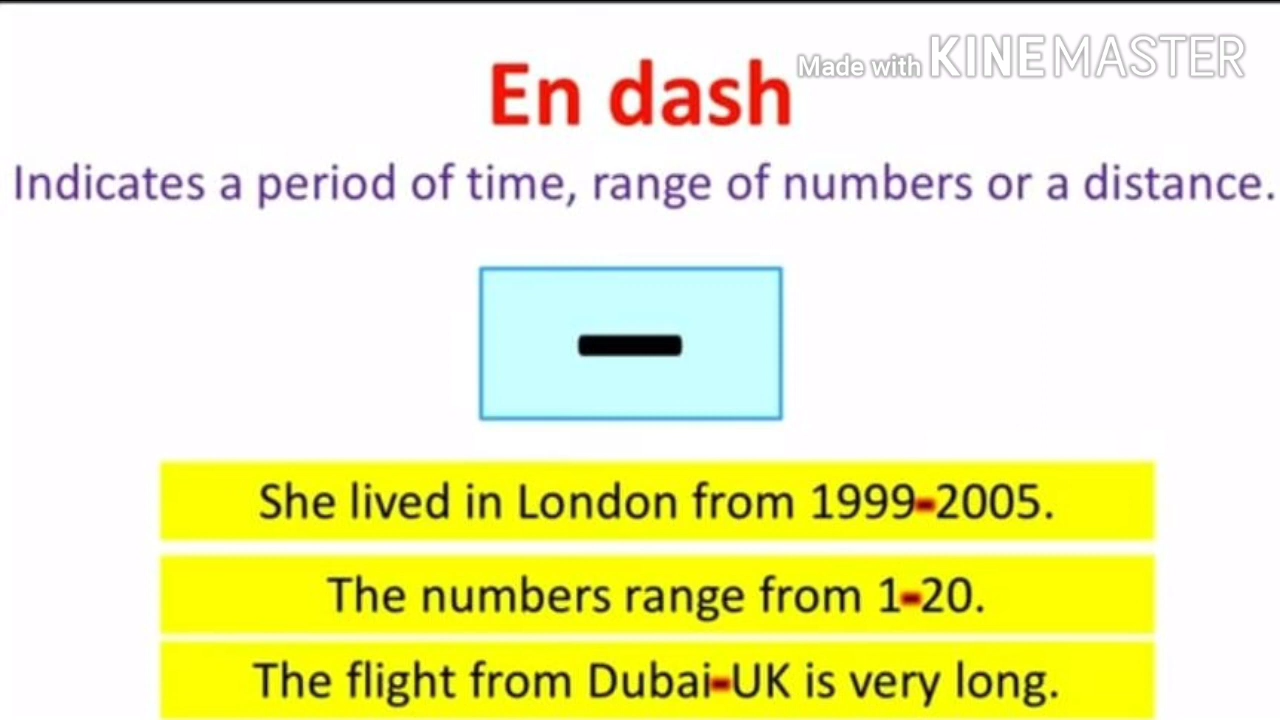 Made with KINEMASTER
En dash
Indicates a period of time, range of numbers or a distance.
–
She lived in London from 1999-2005.
The numbers range from 1-20.
The flight from Dubai-UK is very long.